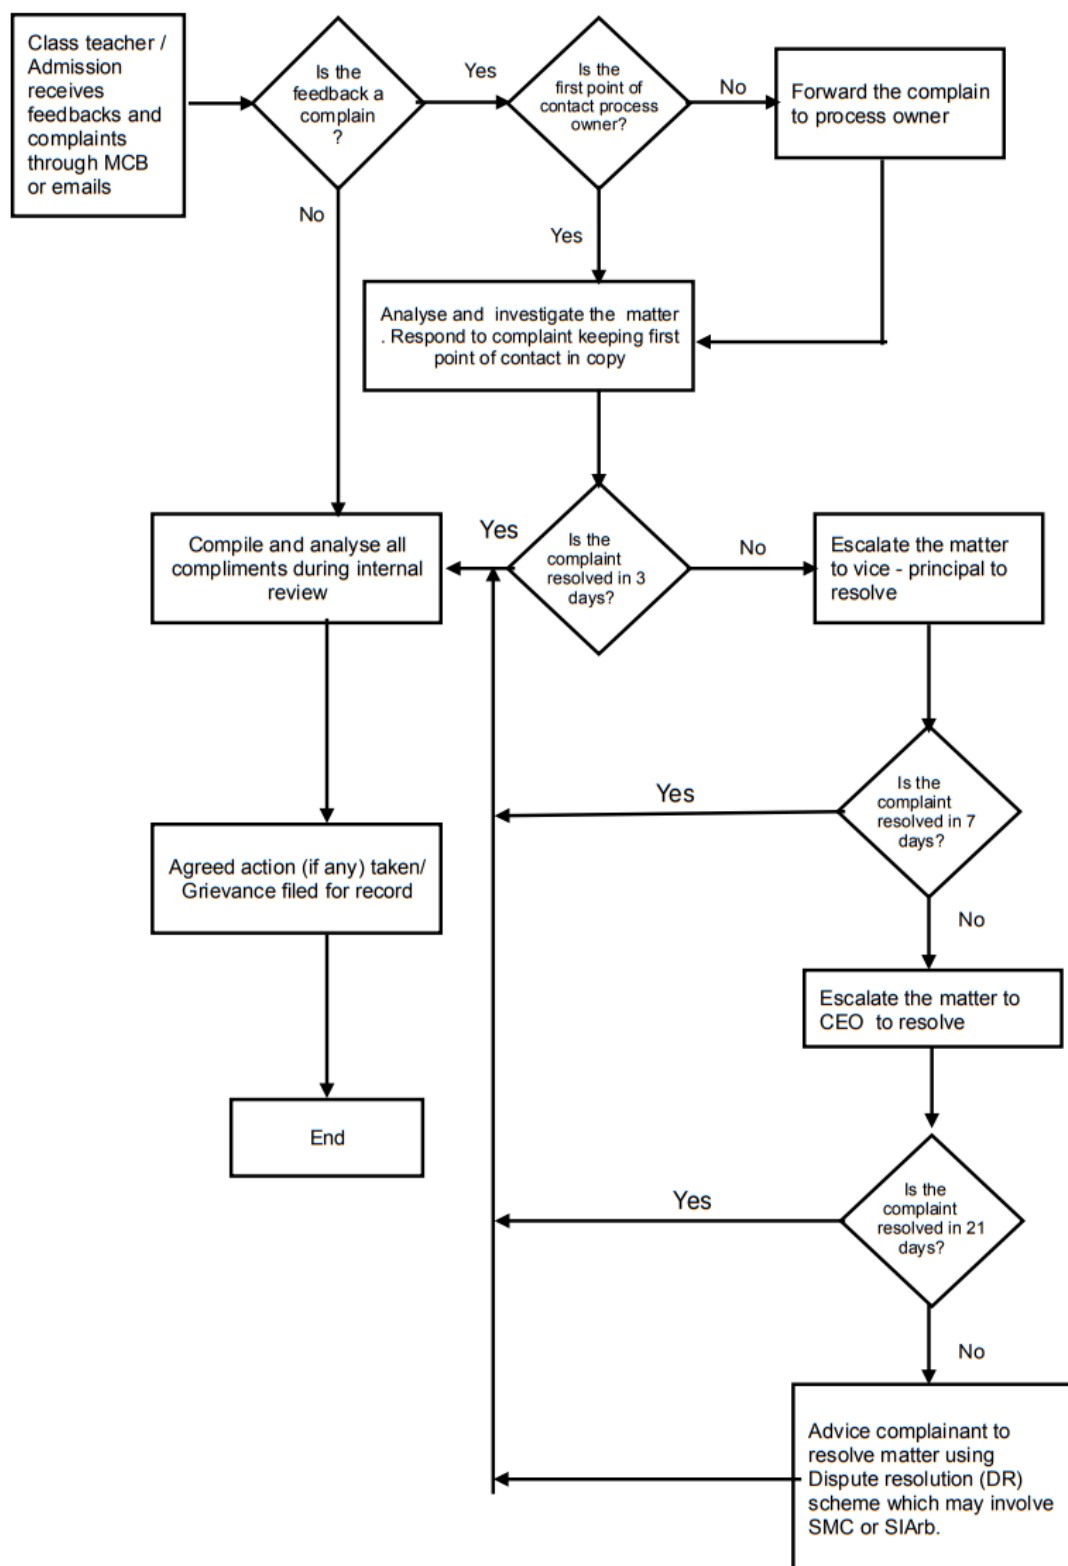 Class teacher /
Admission
receives
feedbacks and
complaints
through MCB
or emails
Is the
feedback a
complain
?
Yes
Is the
first point of
contact process
owner?
No
Forward the complain
to process owner
No
Yes
Analyse and investigate the matter
. Respond to complaint keeping first
point of contact in copy
Compile and analyse all
compliments during internal
review
Yes
Is the
complaint
resolved in 3
days?
No
Escalate the matter
to vice - principal to
resolve
Yes
Is the
complaint
resolved in 7
days?
Agreed action (if any) taken/
Grievance filed for record
No
Escalate the matter to
CEO to resolve
End
Yes
Is the
complaint
resolved in 21
days?
No
Advice complainant to
resolve matter using
Dispute resolution (DR)
scheme which may involve
SMC or SIArb.